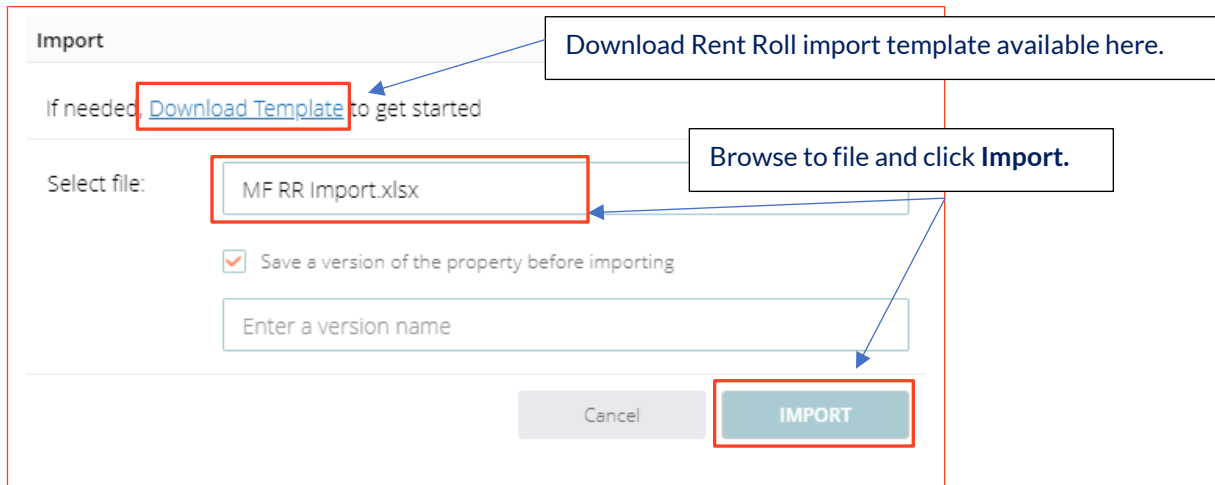 Import
Download Rent Roll import template available here.
If needed, Download Template to get started
Browse to file and click Import.
Select file:
MF RR Import.xlsx
Save a version of the property before importing
Enter a version name
Cancel
IMPORT